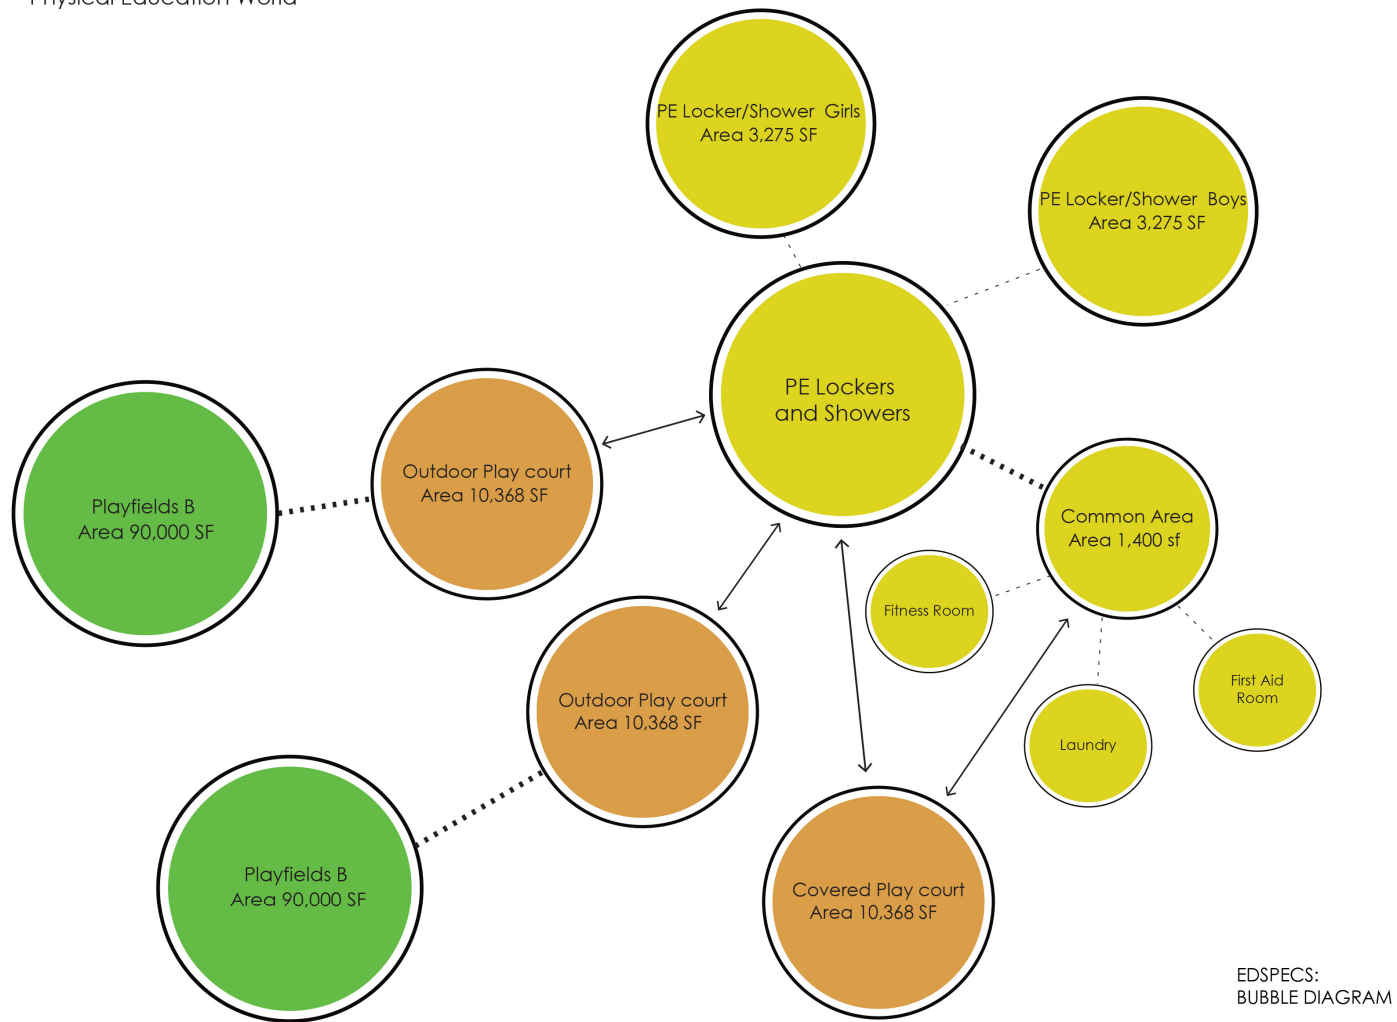 Physical Education World
PE Locker/Shower Girls
Area 3,275 SF
PE Locker/Shower Boys
Area 3,275 SF
PE Lockers
and Showers
Outdoor Play court
Area 10,368 SF
Playfields B
Area 90,000 SF
Common Area
Area 1,400 sf
Fitness Room
First Aid
Room
Laundry
Outdoor Play court
Area 10,368 SF
Playfields B
Area 90,000 SF
Covered Play court
Area 10,368 SF
EDSPECS:
BUBBLE DIAGRAM